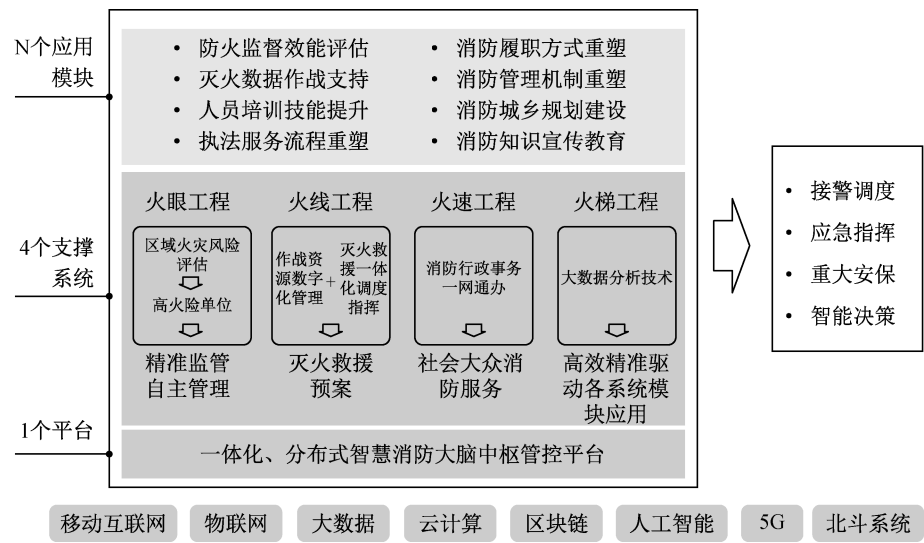 N个应用
模块
• 防火监督效能评估
• 灭火数据作战支持
• 人员培训技能提升
• 执法服务流程重塑
• 消防履职方式重塑
• 消防管理机制重塑
• 消防城乡规划建设
• 消防知识宣传教育
4个支撑
系统
火眼工程
区域火灾风险
评估
高火险单位
精准监管
自主管理
火线工程
作战资
源数字
化管理
+
灭火救
援一体
化调度
指挥
灭火救援
预案
火速工程
消防行政事务
一网通办
社会大众消
防服务
火梯工程
大数据分析技术
高效精准驱
动各系统模
块应用
1个平台
一体化、分布式智慧消防大脑中枢管控平台
• 接警调度
• 应急指挥
• 重大安保
• 智能决策
移动互联网
物联网
大数据
云计算
区块链
人工智能
5G
北斗系统